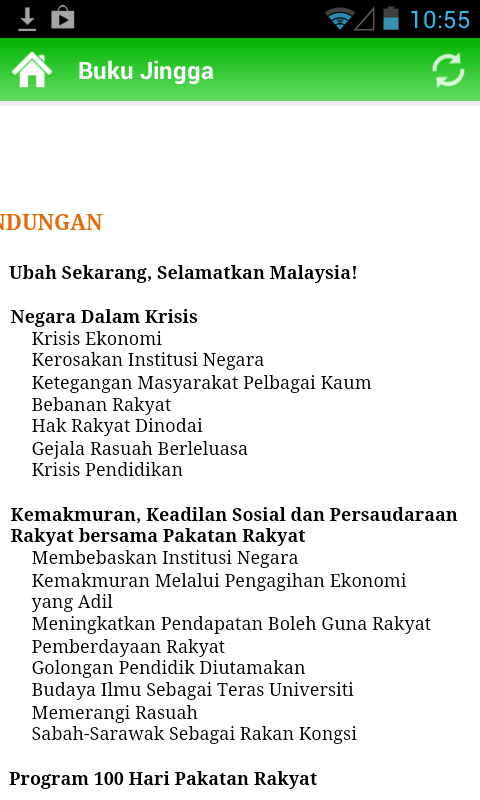 10:55
Buku Jingga
NDUNGAN
Ubah Sekarang, Selamatkan Malaysia!
Negara Dalam Krisis
Krisis Ekonomi
Kerosakan Institusi Negara
Ketegangan Masyarakat Pelbagai Kaum
Bebanan Rakyat
Hak Rakyat Dinodai
Gejala Rasuah Berleluasa
Krisis Pendidikan
Kemakmuran, Keadilan Sosial dan Persaudaraan
Rakyat bersama Pakatan Rakyat
Membebaskan Institusi Negara
Kemakmuran Melalui Pengagihan Ekonomi
yang Adil
Meningkatkan Pendapatan Boleh Guna Rakyat
Pemberdayaan Rakyat
Golongan Pendidik Diutamakan
Budaya Ilmu Sebagai Teras Universiti
Memerangi Rasuah
Sabah-Sarawak Sebagai Rakan Kongsi
Program 100 Hari Pakatan Rakyat